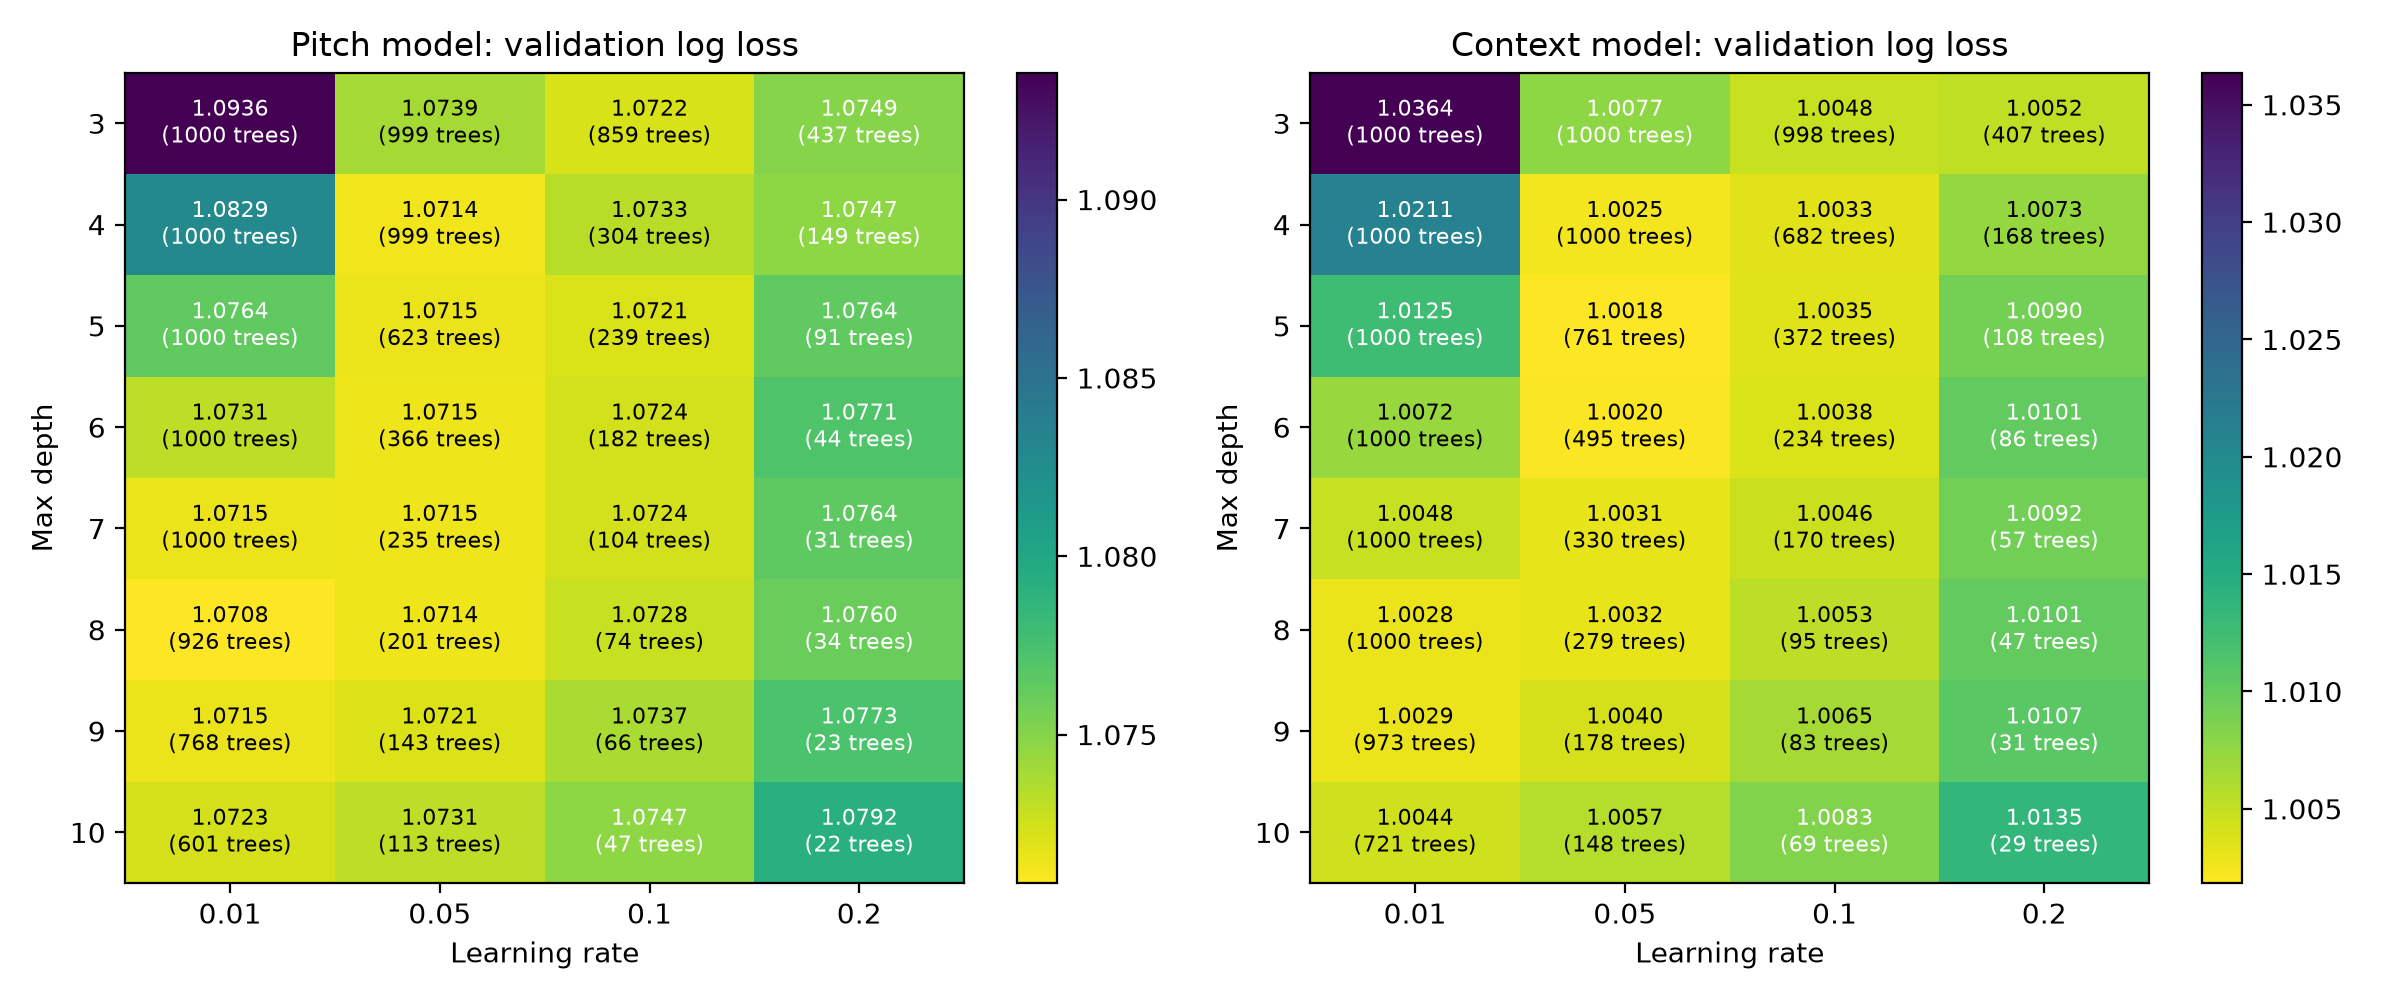 Pitch model: validation log loss
Max depth
3
4
5
6
7
8
9
10
1.0936 1.0739 1.0722 1.0749
(1000 trees) (999 trees) (859 trees) (437 trees)
1.0829 1.0714 1.0733 1.0747
(1000 trees) (999 trees) (304 trees) (149 trees)
1.0764 1.0715 1.0721 1.0764
(1000 trees) (623 trees) (239 trees) (91 trees)
1.0731 1.0715 1.0724 1.0771
(1000 trees) (366 trees) (182 trees) (44 trees)
1.0715 1.0715 1.0724 1.0764
(1000 trees) (235 trees) (104 trees) (31 trees)
1.0708 1.0714 1.0728 1.0760
(926 trees) (201 trees) (74 trees) (34 trees)
1.0715 1.0721 1.0737 1.0773
(768 trees) (143 trees) (66 trees) (23 trees)
1.0723 1.0731 1.0747 1.0792
(601 trees) (113 trees) (47 trees) (22 trees)
0.01 0.05 0.1 0.2
Learning rate
1.090
1.085
1.080
1.075
Context model: validation log loss
Max depth
3
4
5
6
7
8
9
10
1.0364 1.0077 1.0048 1.0052
(1000 trees) (1000 trees) (998 trees) (407 trees)
1.0211 1.0025 1.0033 1.0073
(1000 trees) (1000 trees) (682 trees) (168 trees)
1.0125 1.0018 1.0035 1.0090
(1000 trees) (761 trees) (372 trees) (108 trees)
1.0072 1.0020 1.0038 1.0101
(1000 trees) (495 trees) (234 trees) (86 trees)
1.0048 1.0031 1.0046 1.0092
(1000 trees) (330 trees) (170 trees) (57 trees)
1.0028 1.0032 1.0053 1.0101
(1000 trees) (279 trees) (95 trees) (47 trees)
1.0029 1.0040 1.0065 1.0107
(973 trees) (178 trees) (83 trees) (31 trees)
1.0044 1.0057 1.0083 1.0135
(721 trees) (148 trees) (69 trees) (29 trees)
0.01 0.05 0.1 0.2
Learning rate
1.035
1.030
1.025
1.020
1.015
1.010
1.005